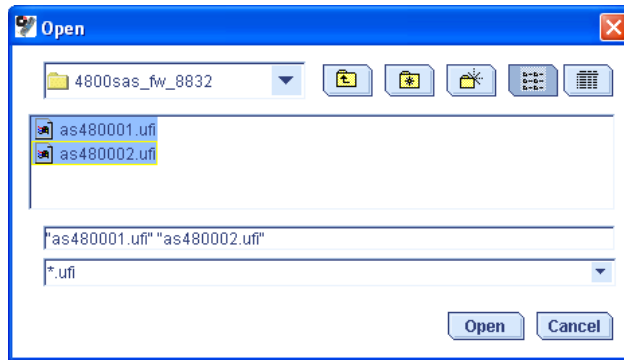 Open
4800sas_fw_8832
as480001.ufi
as480002.ufi
"as480001.ufi" "as480002.ufi"
*.ufi
Open Cancel